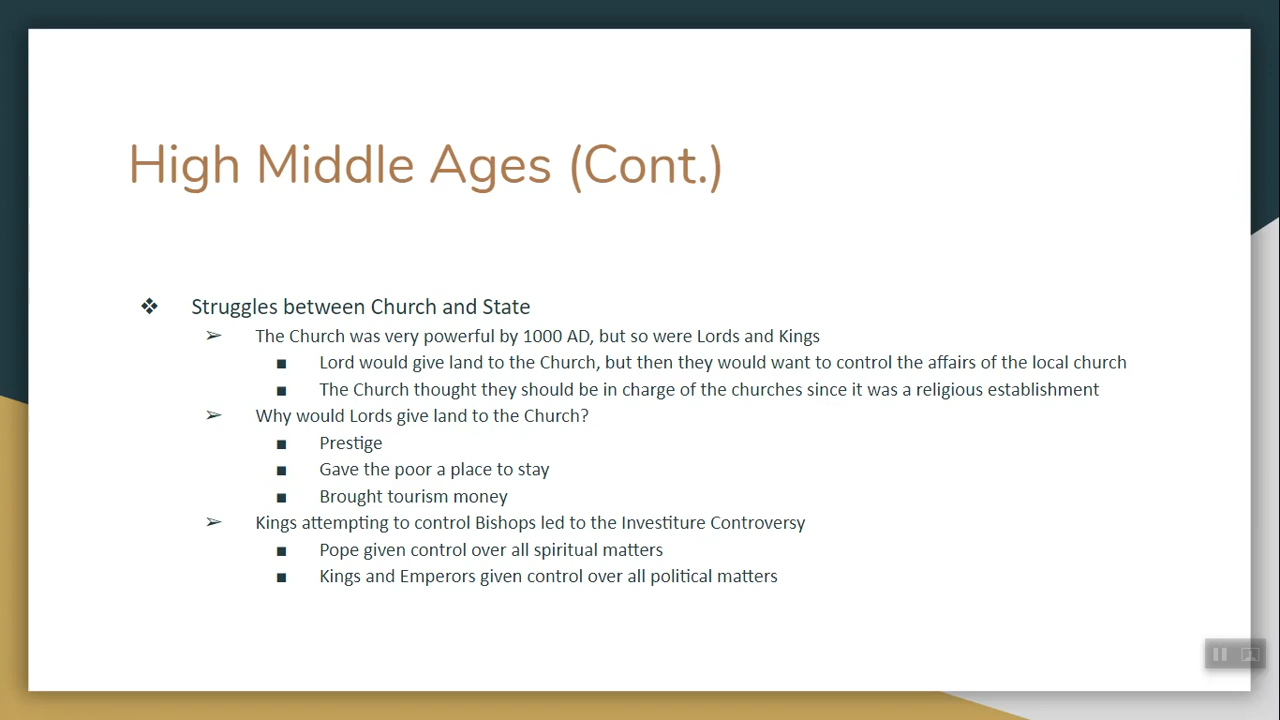 High Middle Ages (Cont.)
❖ Struggles between Church and State
➢ The Church was very powerful by 1000 AD, but so were Lords and Kings
■ Lord would give land to the Church, but then they would want to control the affairs of the local church
■ The Church thought they should be in charge of the churches since it was a religious establishment
➢ Why would Lords give land to the Church?
■ Prestige
■ Gave the poor a place to stay
■ Brought tourism money
➢ Kings attempting to control Bishops led to the Investiture Controversy
■ Pope given control over all spiritual matters
■ Kings and Emperors given control over all political matters